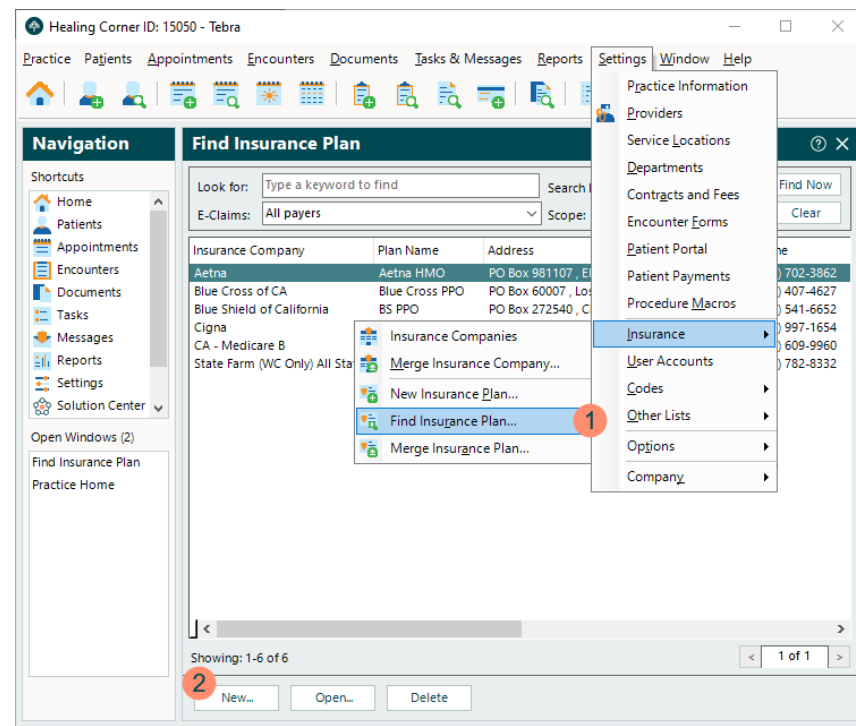 Healing Corner ID: 15050 - Tebra
Practice Patients Appointments Encounters Documents Tasks & Messages Reports Settings Window Help
Navigation
Shortcuts
Home
Patients
Appointments
Encounters
Documents
Tasks
Messages
Reports
Settings
Solution Center
Open Windows (2)
Find Insurance Plan
Practice Home
Find Insurance Plan
Look for: Type a keyword to find Search Find Now
E-Claims: All payers Scope: Clear
Insurance Company Plan Name Address
Aetna Aetna HMO PO Box 981107 , El ) 702-3862
Blue Cross of CA Blue Cross PPO PO Box 60007 , Los ) 407-4627
Blue Shield of California BS PPO PO Box 272540 , C ) 541-6652
Cigna ) 997-1654
CA - Medicare B ) 609-9960
State Farm (WC Only) All Sta ) 782-8332
Practice Information
Providers
Service Locations
Departments
Contracts and Fees
Encounter Forms
Patient Portal
Patient Payments
Procedure Macros
Insurance
User Accounts
Codes
Other Lists
Options
Company
Insurance Companies
Merge Insurance Company...
New Insurance Plan...
Find Insurance Plan... 1
Merge Insurance Plan...
Showing: 1-6 of 6 < 1 of 1 >
2
New... Open... Delete